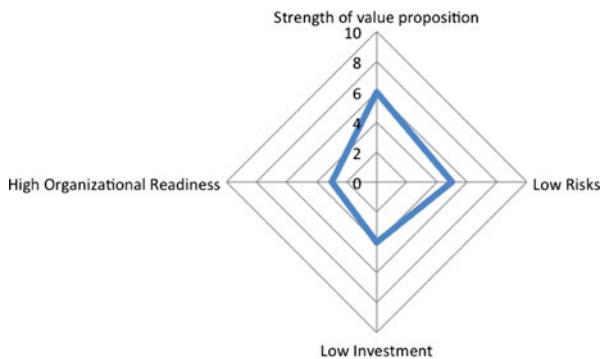 Strength of value proposition
10
8
6
4
2
0
High Organizational Readiness
Low Risks
Low Investment